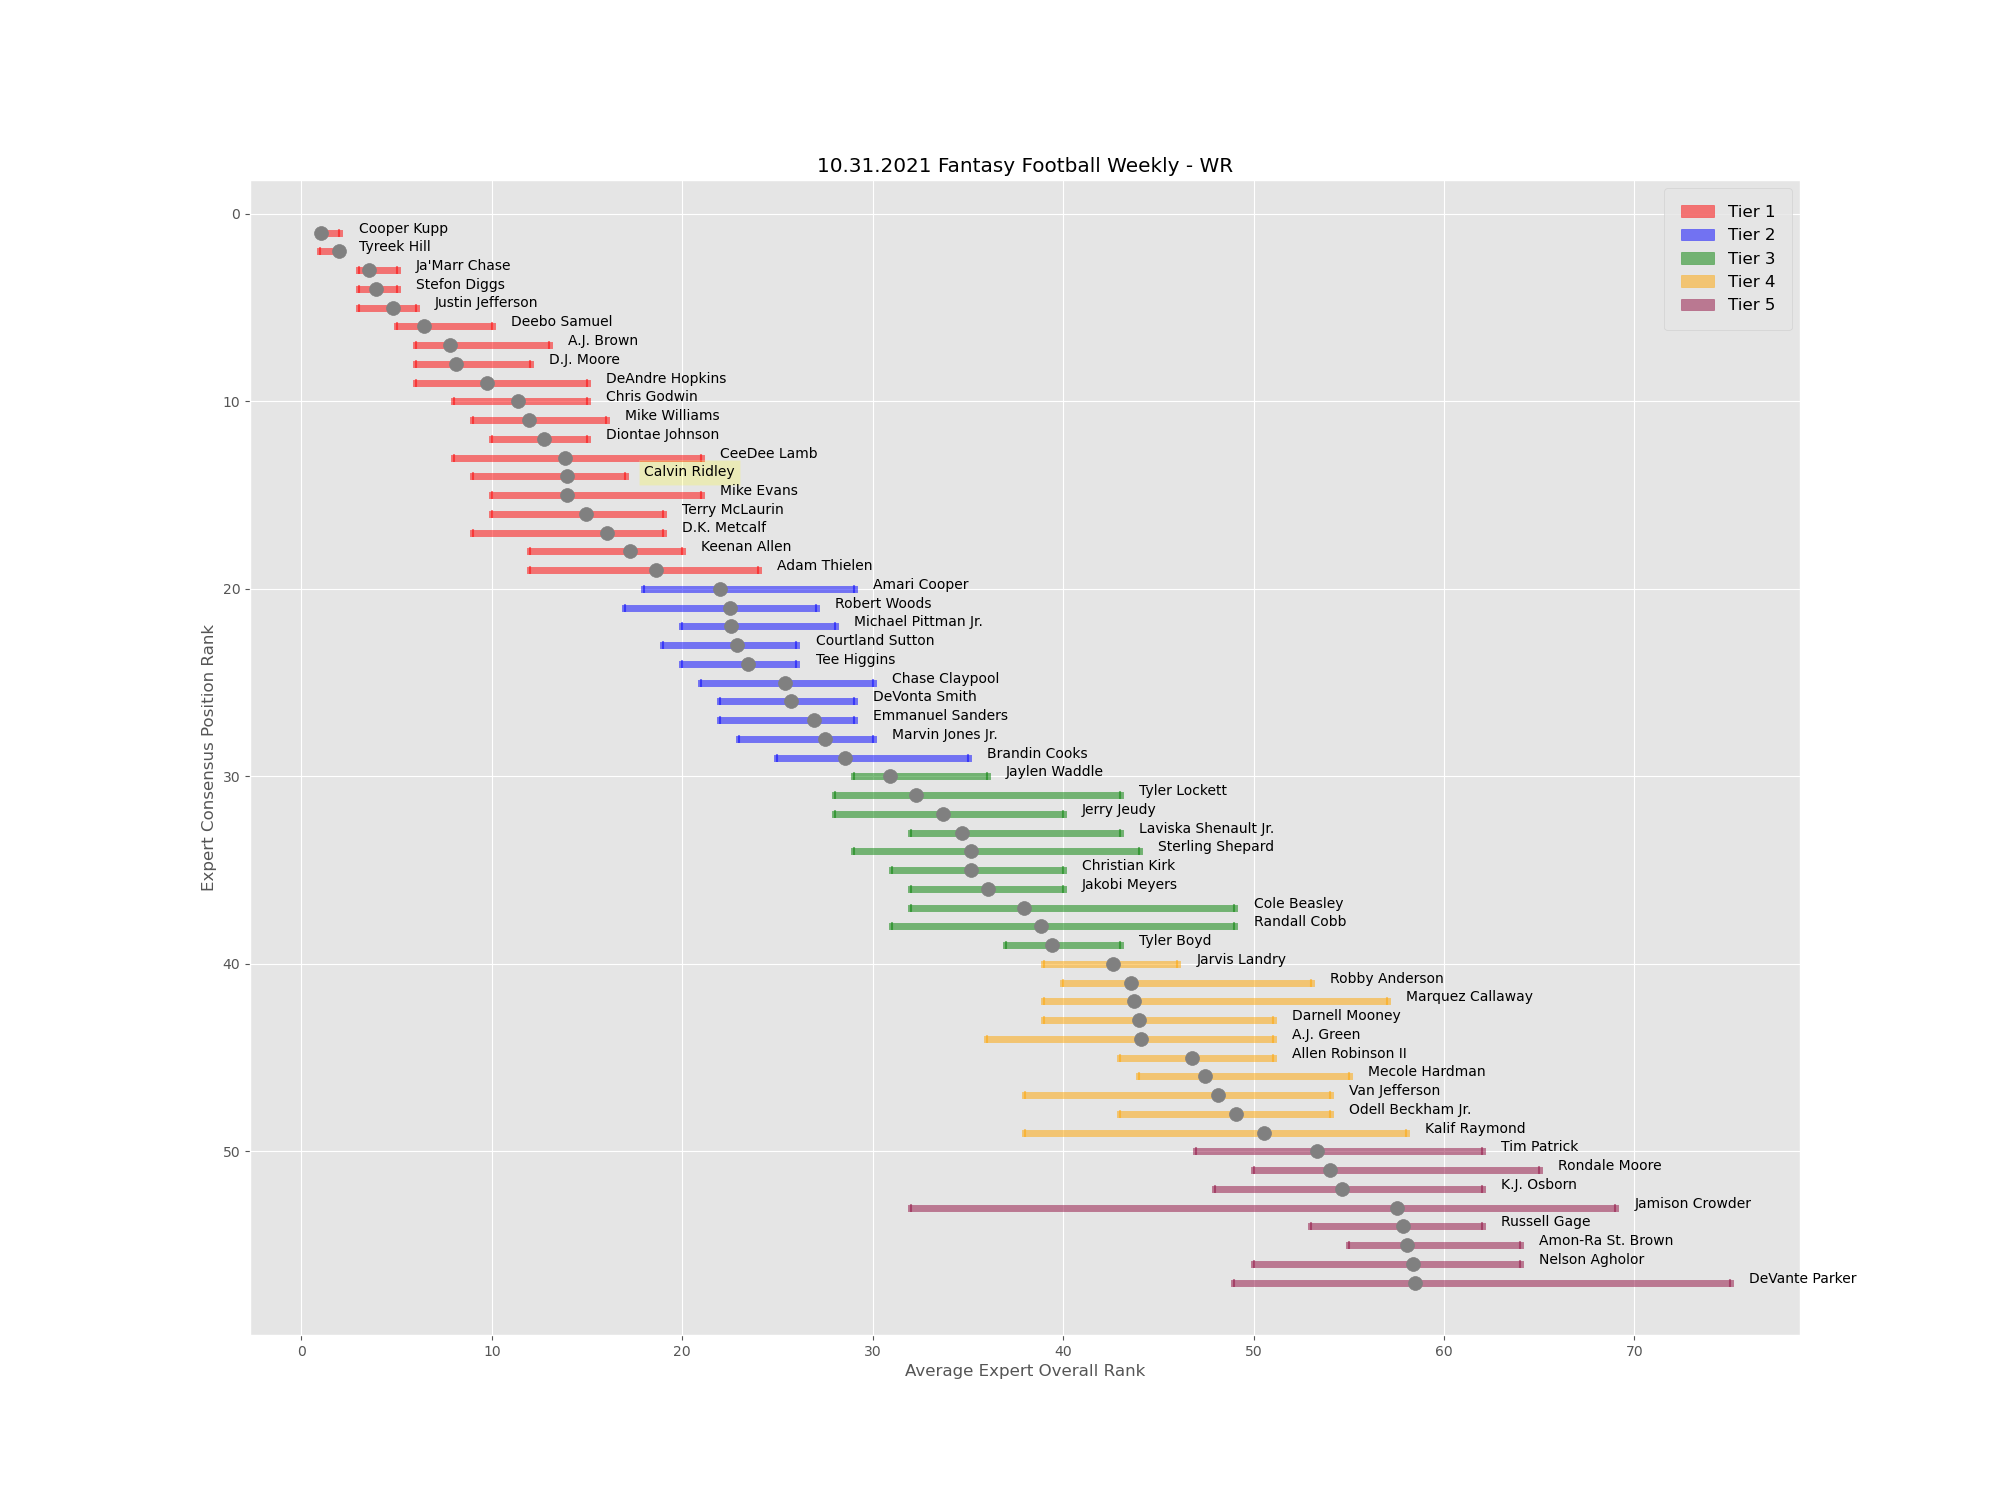 10.31.2021 Fantasy Football Weekly - WR
Tier 1
Tier 2
Tier 3
Tier 4
Tier 5
Cooper Kupp
Tyreek Hill
Ja'Marr Chase
Stefon Diggs
Justin Jefferson
Deebo Samuel
A.J. Brown
D.J. Moore
DeAndre Hopkins
Chris Godwin
Mike Williams
Diontae Johnson
CeeDee Lamb
Calvin Ridley
Mike Evans
Terry McLaurin
D.K. Metcalf
Keenan Allen
Adam Thielen
Amari Cooper
Robert Woods
Michael Pittman Jr.
Courtland Sutton
Tee Higgins
Chase Claypool
DeVonta Smith
Emmanuel Sanders
Marvin Jones Jr.
Brandin Cooks
Jaylen Waddle
Tyler Lockett
Jerry Jeudy
Laviska Shenault Jr.
Sterling Shepard
Christian Kirk
Jakobi Meyers
Cole Beasley
Randall Cobb
Tyler Boyd
Jarvis Landry
Robby Anderson
Marquez Callaway
Darnell Mooney
A.J. Green
Allen Robinson II
Mecole Hardman
Van Jefferson
Odell Beckham Jr.
Kalif Raymond
Tim Patrick
Rondale Moore
K.J. Osborn
Jamison Crowder
Russell Gage
Amon-Ra St. Brown
Nelson Agholor
DeVante Parker
0
10
20
30
40
50
Expert Consensus Position Rank
0 10 20 30 40 50 60 70
Average Expert Overall Rank